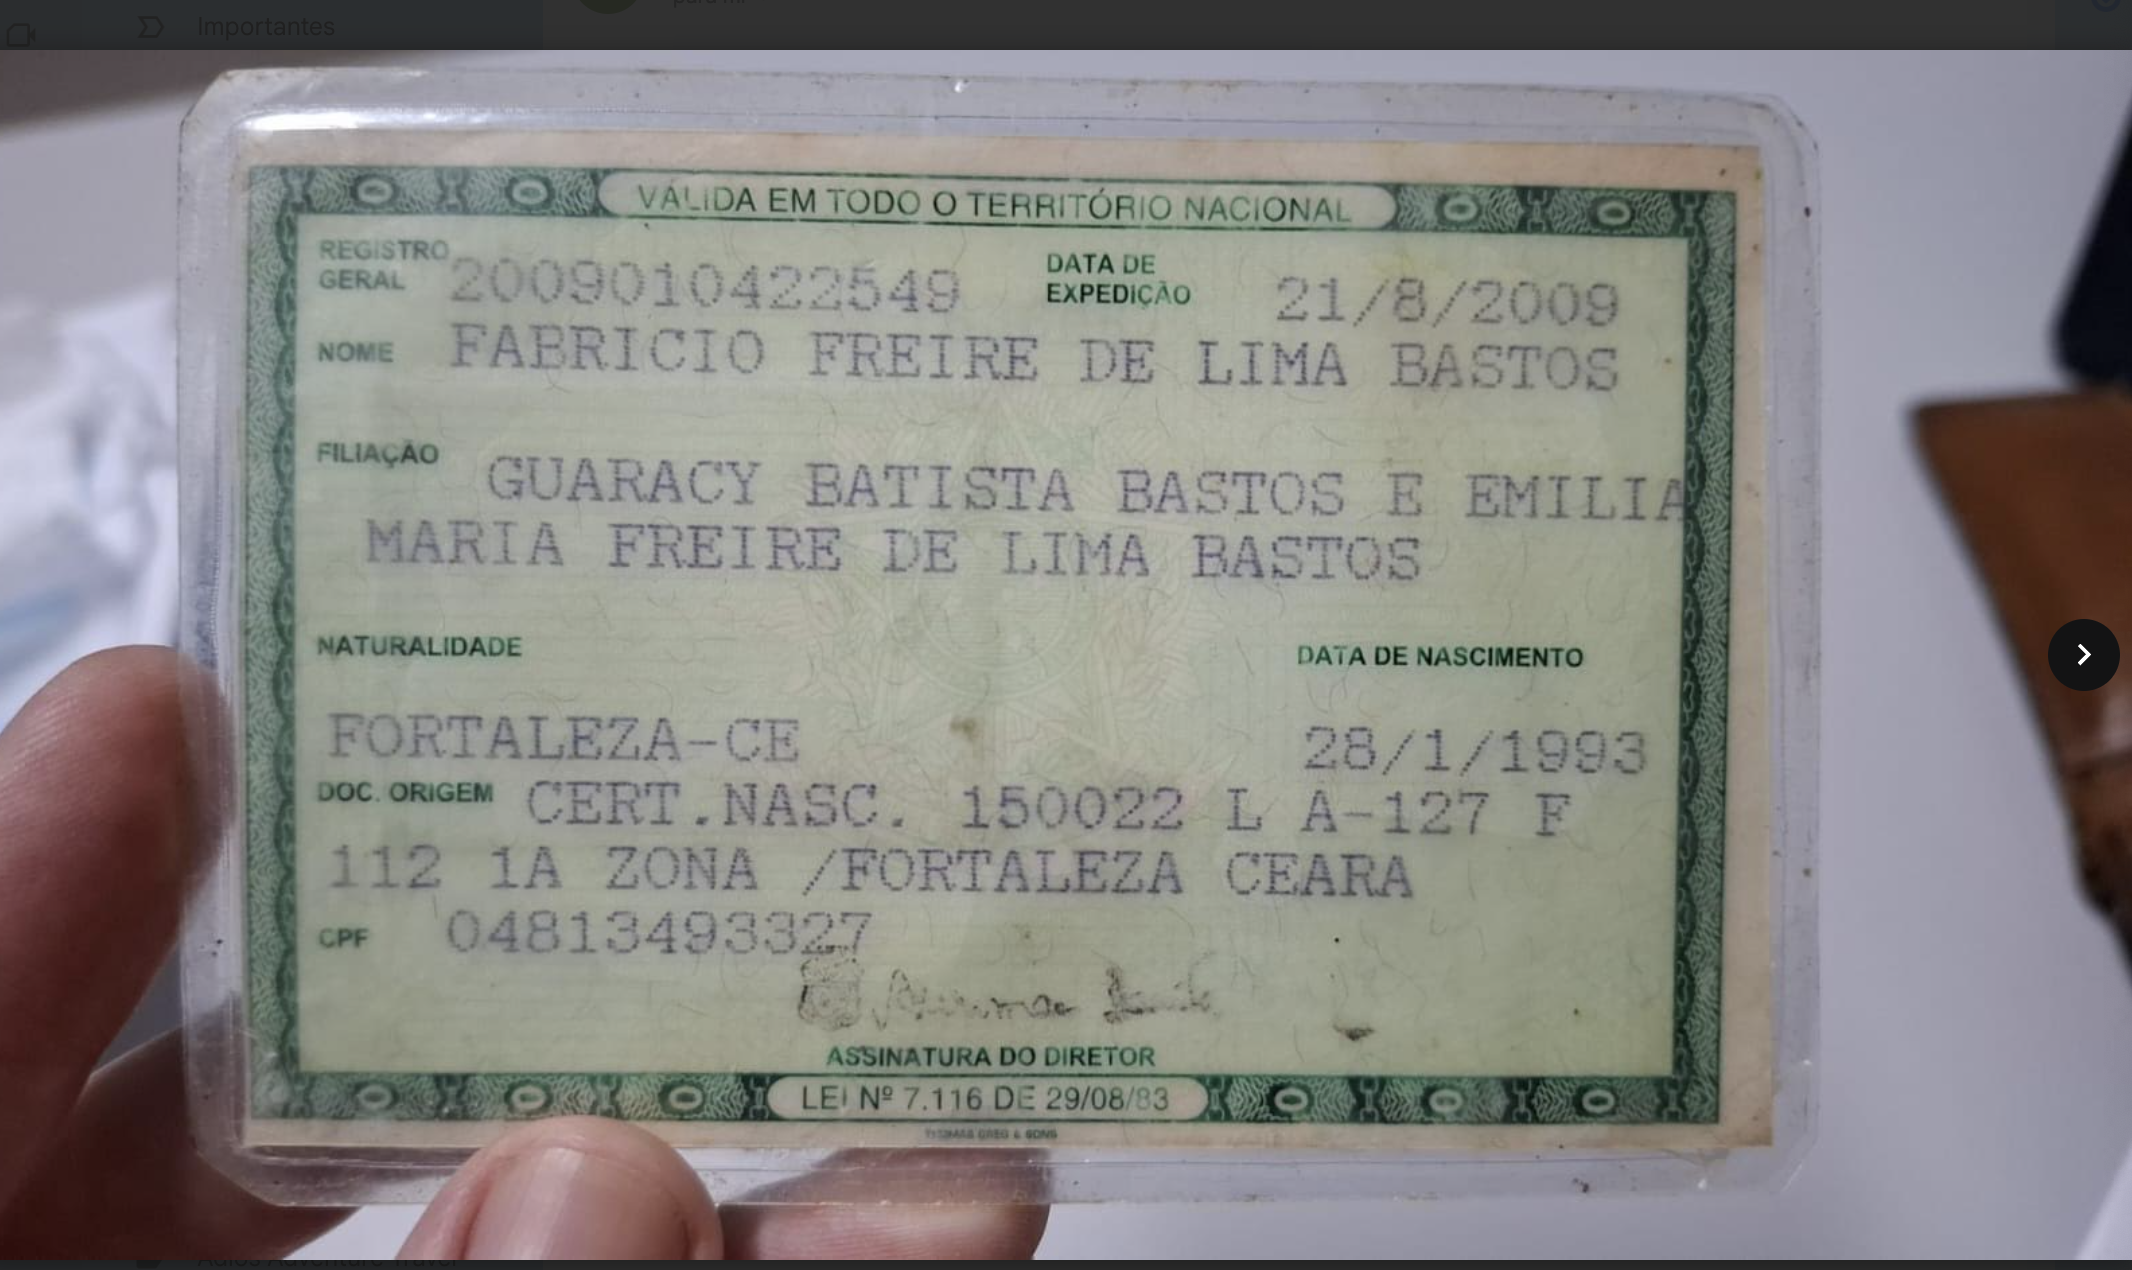 Importantes
VÁLIDA EM TODO O TERRITÓRIO NACIONAL
REGISTRO GERAL 2009010422549 DATA DE EXPEDIÇÃO 21/8/2009
NOME FABRICIO FREIRE DE LIMA BASTOS
FILIAÇÃO GUARACY BATISTA BASTOS E EMILIA
MARIA FREIRE DE LIMA BASTOS
NATURALIDADE DATA DE NASCIMENTO
FORTALEZA-CE 28/1/1993
DOC. ORIGEM CERT.NASC. 150022 L A-127 F
112 1A ZONA /FORTALEZA CEARA
CPF 04813493327
ASSINATURA DO DIRETOR
LEI Nº 7.116 DE 29/08/83
THOMAS GREG & SONS